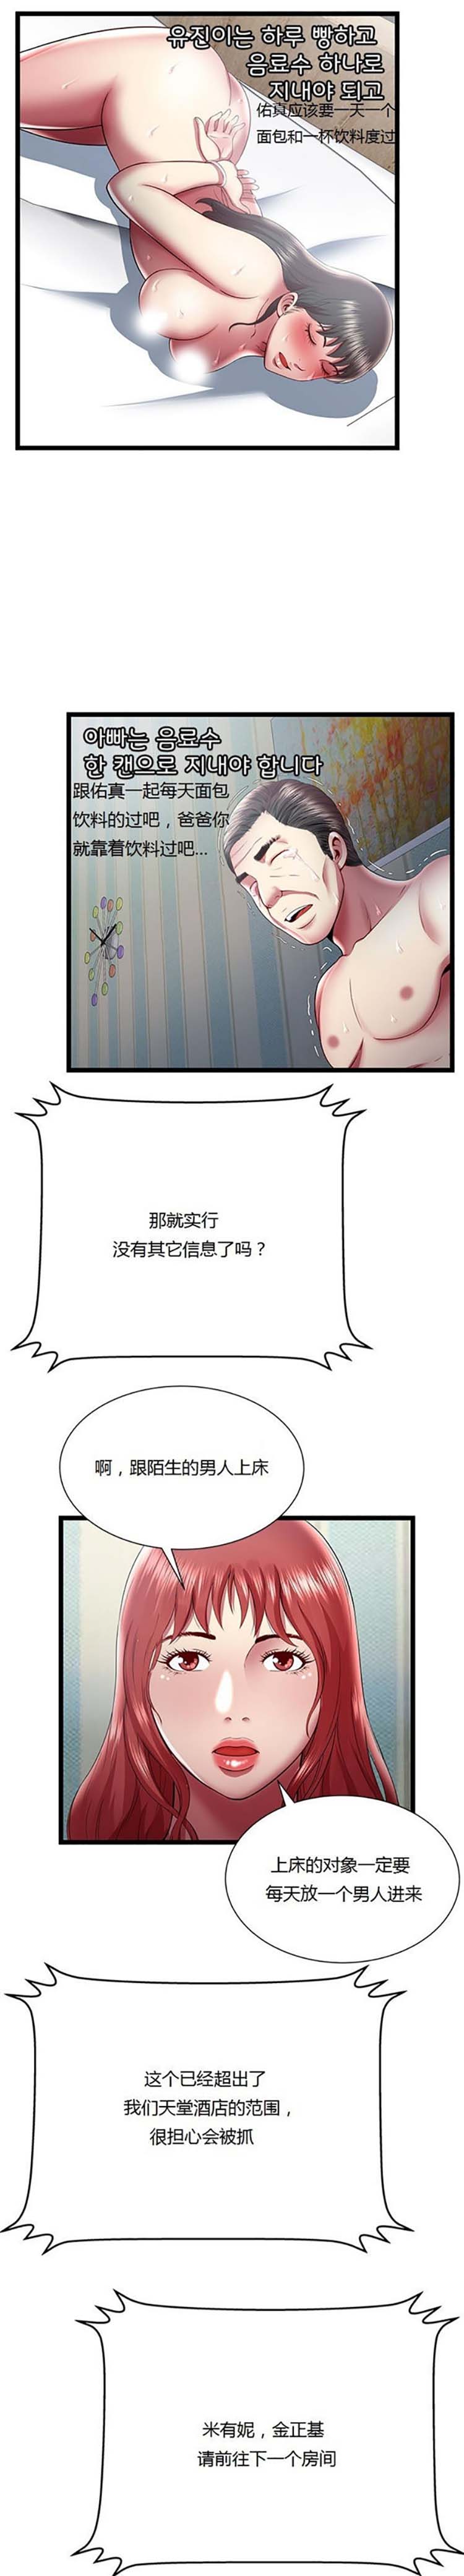 유진이는 하루 빵하고
음료수 하나로
지내야 되고
佑真应该要一天一个
面包和一杯饮料度过
아빠는 음료수
한 캔으로 지내야 합니다
跟佑真一起每天面包
饮料的过吧，爸爸你
就靠着饮料过吧...
那就实行
没有其它信息了吗？
啊，跟陌生的男人上床
上床的对象一定要
每天放一个男人进来
这个已经超出了
我们天堂酒店的范围，
很担心会被抓
米有妮，金正基
请前往下一个房间